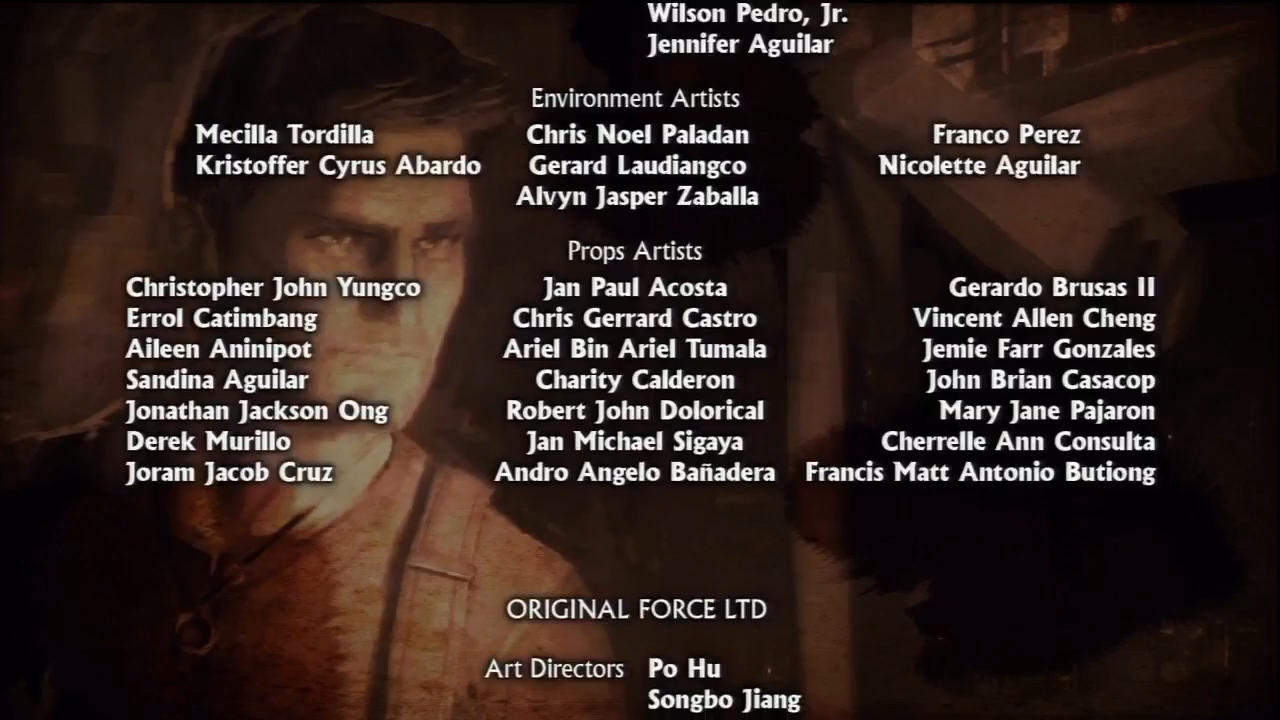 Wilson Pedro, Jr.
Jennifer Aguilar
Environment Artists
Mecilla Tordilla Chris Noel Paladan Franco Perez
Kristoffer Cyrus Abardo Gerard Laudiangco Nicolette Aguilar
Alvyn Jasper Zaballa
Props Artists
Christopher John Yungco Jan Paul Acosta Gerardo Brusas II
Errol Catimbang Chris Gerrard Castro Vincent Allen Cheng
Aileen Aninipot Ariel Bin Ariel Tumala Jemie Farr Gonzales
Sandina Aguilar Charity Calderon John Brian Casacop
Jonathan Jackson Ong Robert John Dolorical Mary Jane Pajaron
Derek Murillo Jan Michael Sigaya Cherrelle Ann Consulta
Joram Jacob Cruz Andro Angelo Bañadera Francis Matt Antonio Butiong
ORIGINAL FORCE LTD
Art Directors Po Hu
Songbo Jiang